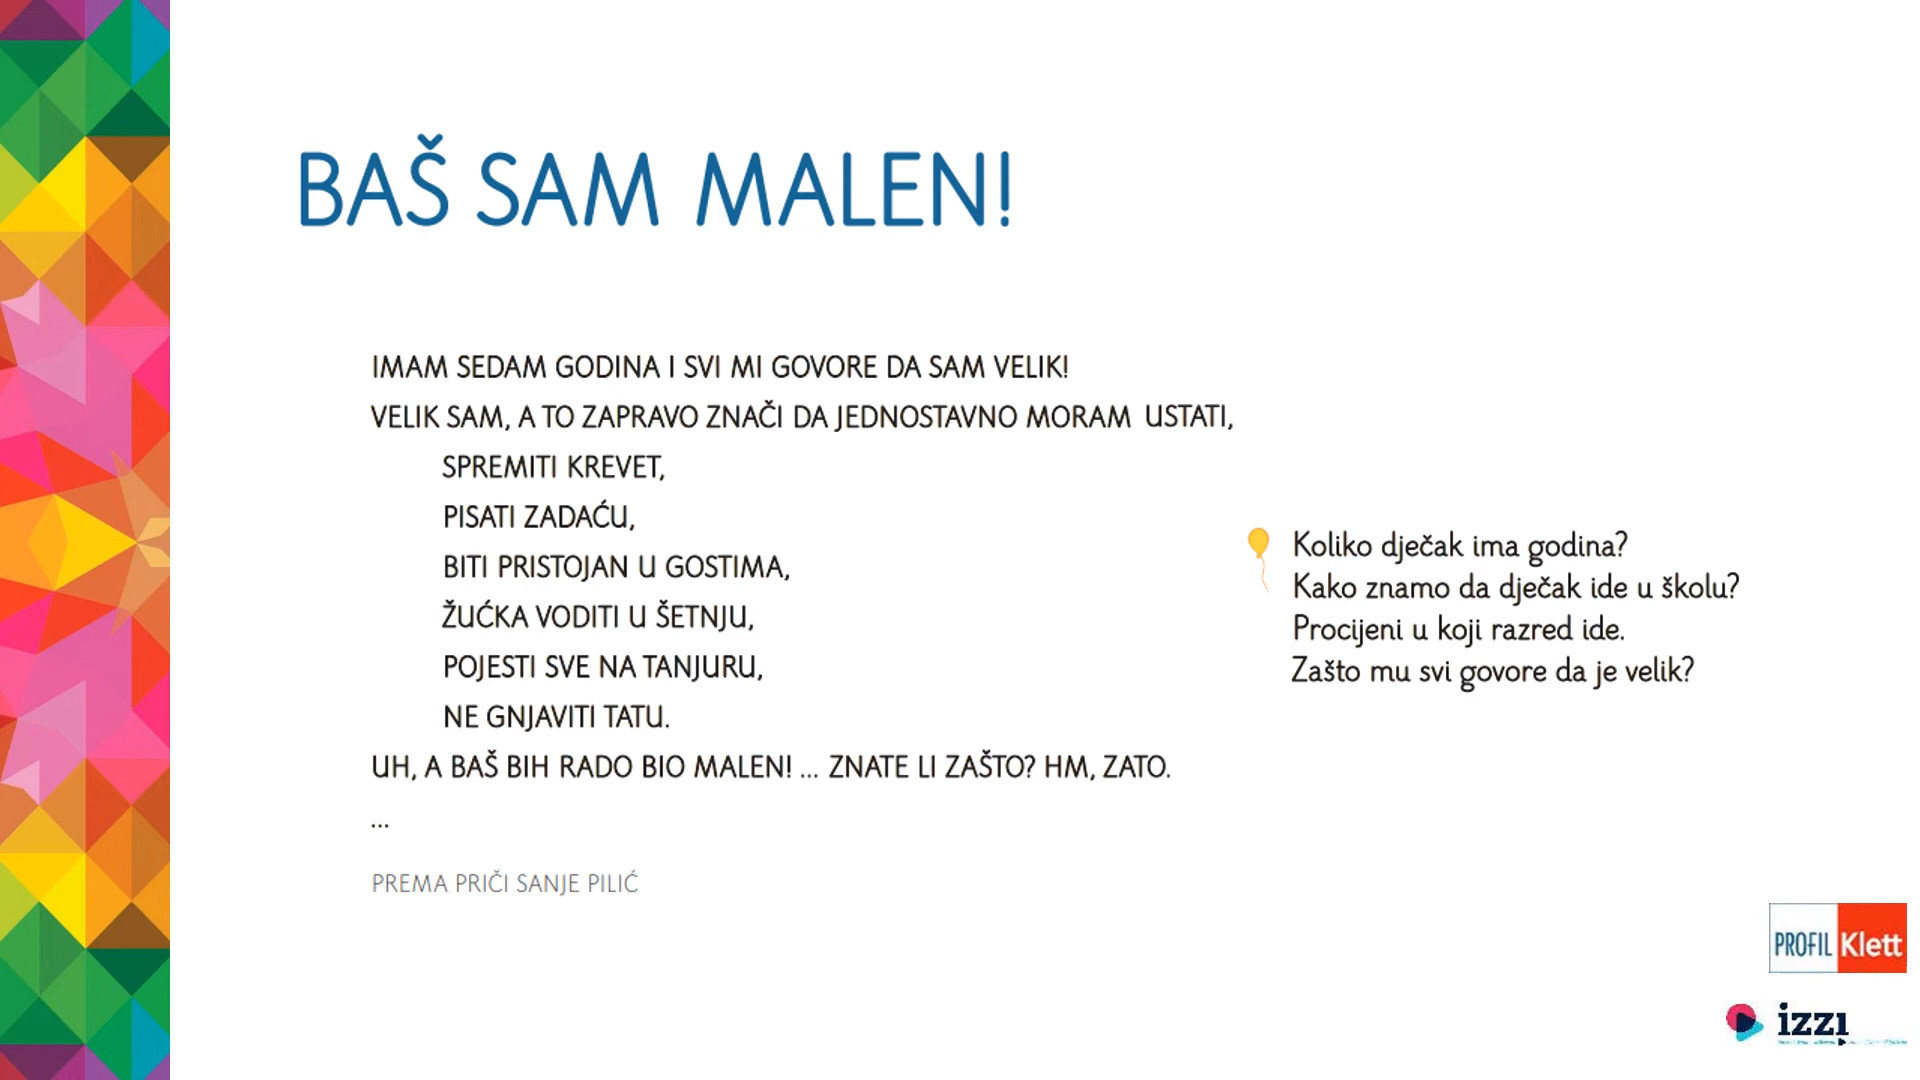 BAŠ SAM MALEN!
IMAM SEDAM GODINA I SVI MI GOVORE DA SAM VELIK!
VELIK SAM, A TO ZAPRAVO ZNAČI DA JEDNOSTAVNO MORAM USTATI,
SPREMITI KREVET,
PISATI ZADAĆU,
BITI PRISTOJAN U GOSTIMA,
ŽUĆKA VODITI U ŠETNJU,
POJESTI SVE NA TANJURU,
NE GNJAVITI TATU.
UH, A BAŠ BIH RADO BIO MALEN! ... ZNATE LI ZAŠTO? HM, ZATO.
...
PREMA PRIČI SANJE PILIĆ
Koliko dječak ima godina?
Kako znamo da dječak ide u školu?
Procijeni u koji razred ide.
Zašto mu svi govore da je velik?
PROFIL Klett
izzi